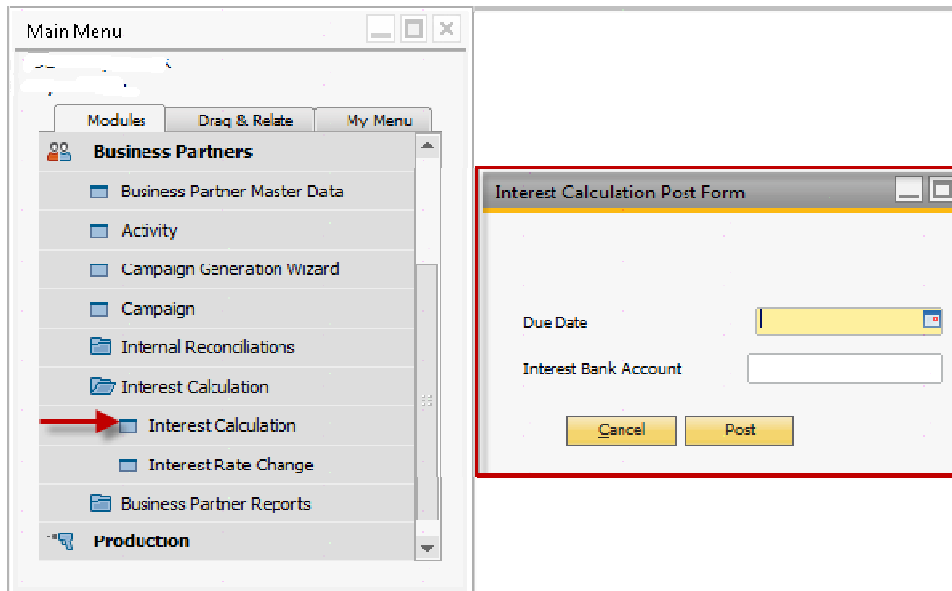 Main Menu
Modules
Drag & Relate
My Menu
Business Partners
Business Partner Master Data
Activity
Campaign Generation Wizard
Campaign
Internal Reconciliations
Interest Calculation
Interest Calculation
Interest Rate Change
Business Partner Reports
Production
Interest Calculation Post Form
Due Date
Interest Bank Account
Cancel
Post